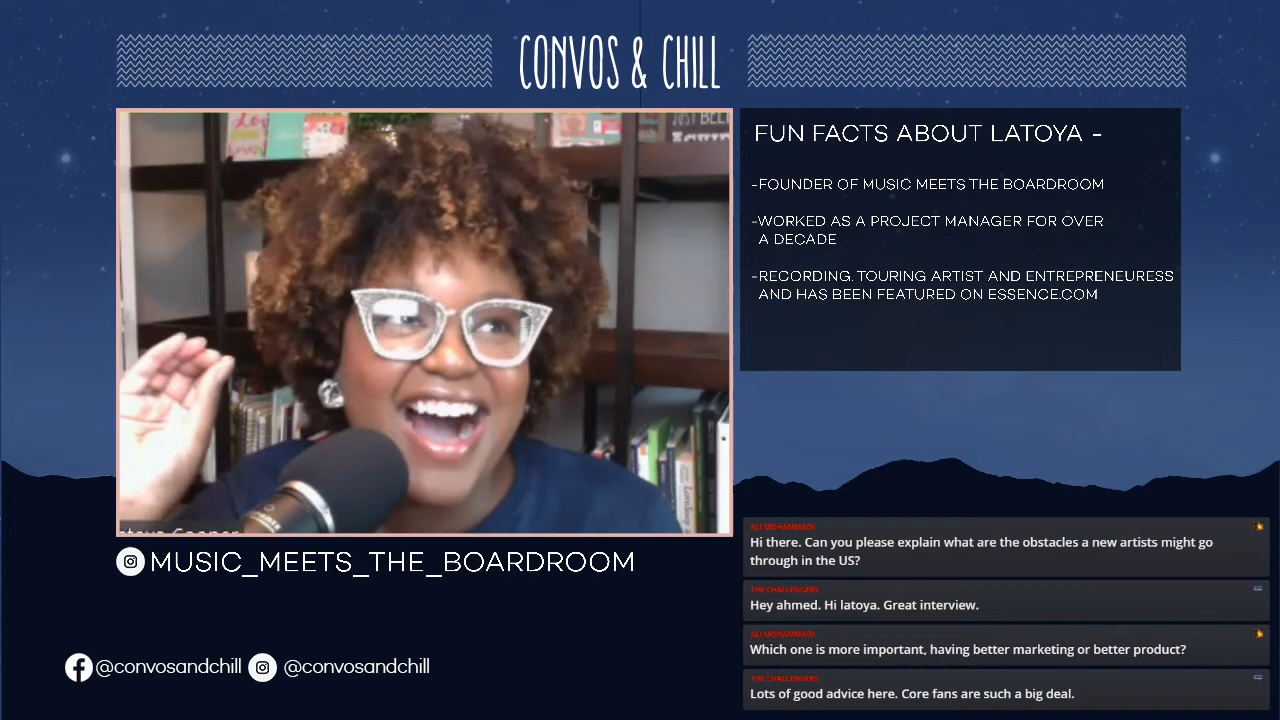 CONVOS & CHILL
FUN FACTS ABOUT LATOYA -
-FOUNDER OF MUSIC MEETS THE BOARDROOM
-WORKED AS A PROJECT MANAGER FOR OVER
A DECADE
-RECORDING, TOURING ARTIST AND ENTREPRENEURESS
AND HAS BEEN FEATURED ON ESSENCE.COM
MUSIC_MEETS_THE_BOARDROOM
@convosandchill @convosandchill
ALI MOHAMMADI
Hi there. Can you please explain what are the obstacles a new artists might go
through in the US?
THE CHALLENGERS
Hey ahmed. Hi latoya. Great interview.
ALI MOHAMMADI
Which one is more important, having better marketing or better product?
THE CHALLENGERS
Lots of good advice here. Core fans are such a big deal.